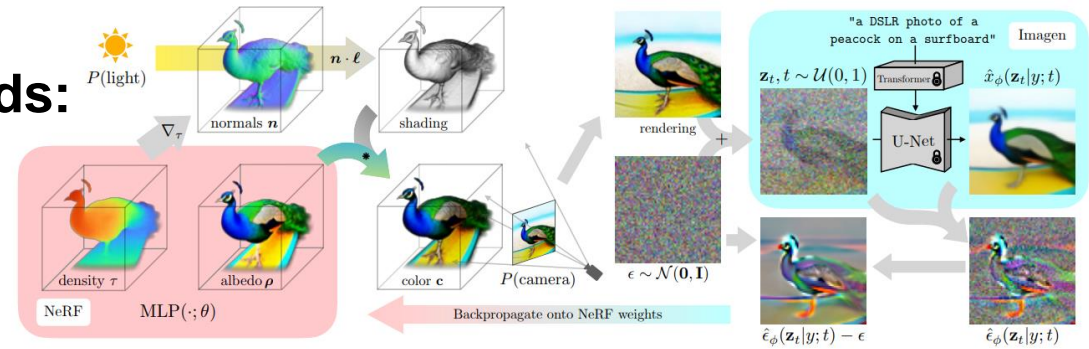 ds:
P(light)
n · ℓ
normals n
shading
∇τ
density τ
albedo ρ
NeRF
MLP(·; θ)
color c
P(camera)
rendering
+
ϵ ∼ 𝒩(0, I)
Backpropagate onto NeRF weights
"a DSLR photo of a
peacock on a surfboard"
Imagen
z_t, t ∼ 𝒰(0, 1)
Transformer
x̂_ϕ(z_t|y; t)
U-Net
ϵ̂_ϕ(z_t|y; t) − ϵ
ϵ̂_ϕ(z_t|y; t)